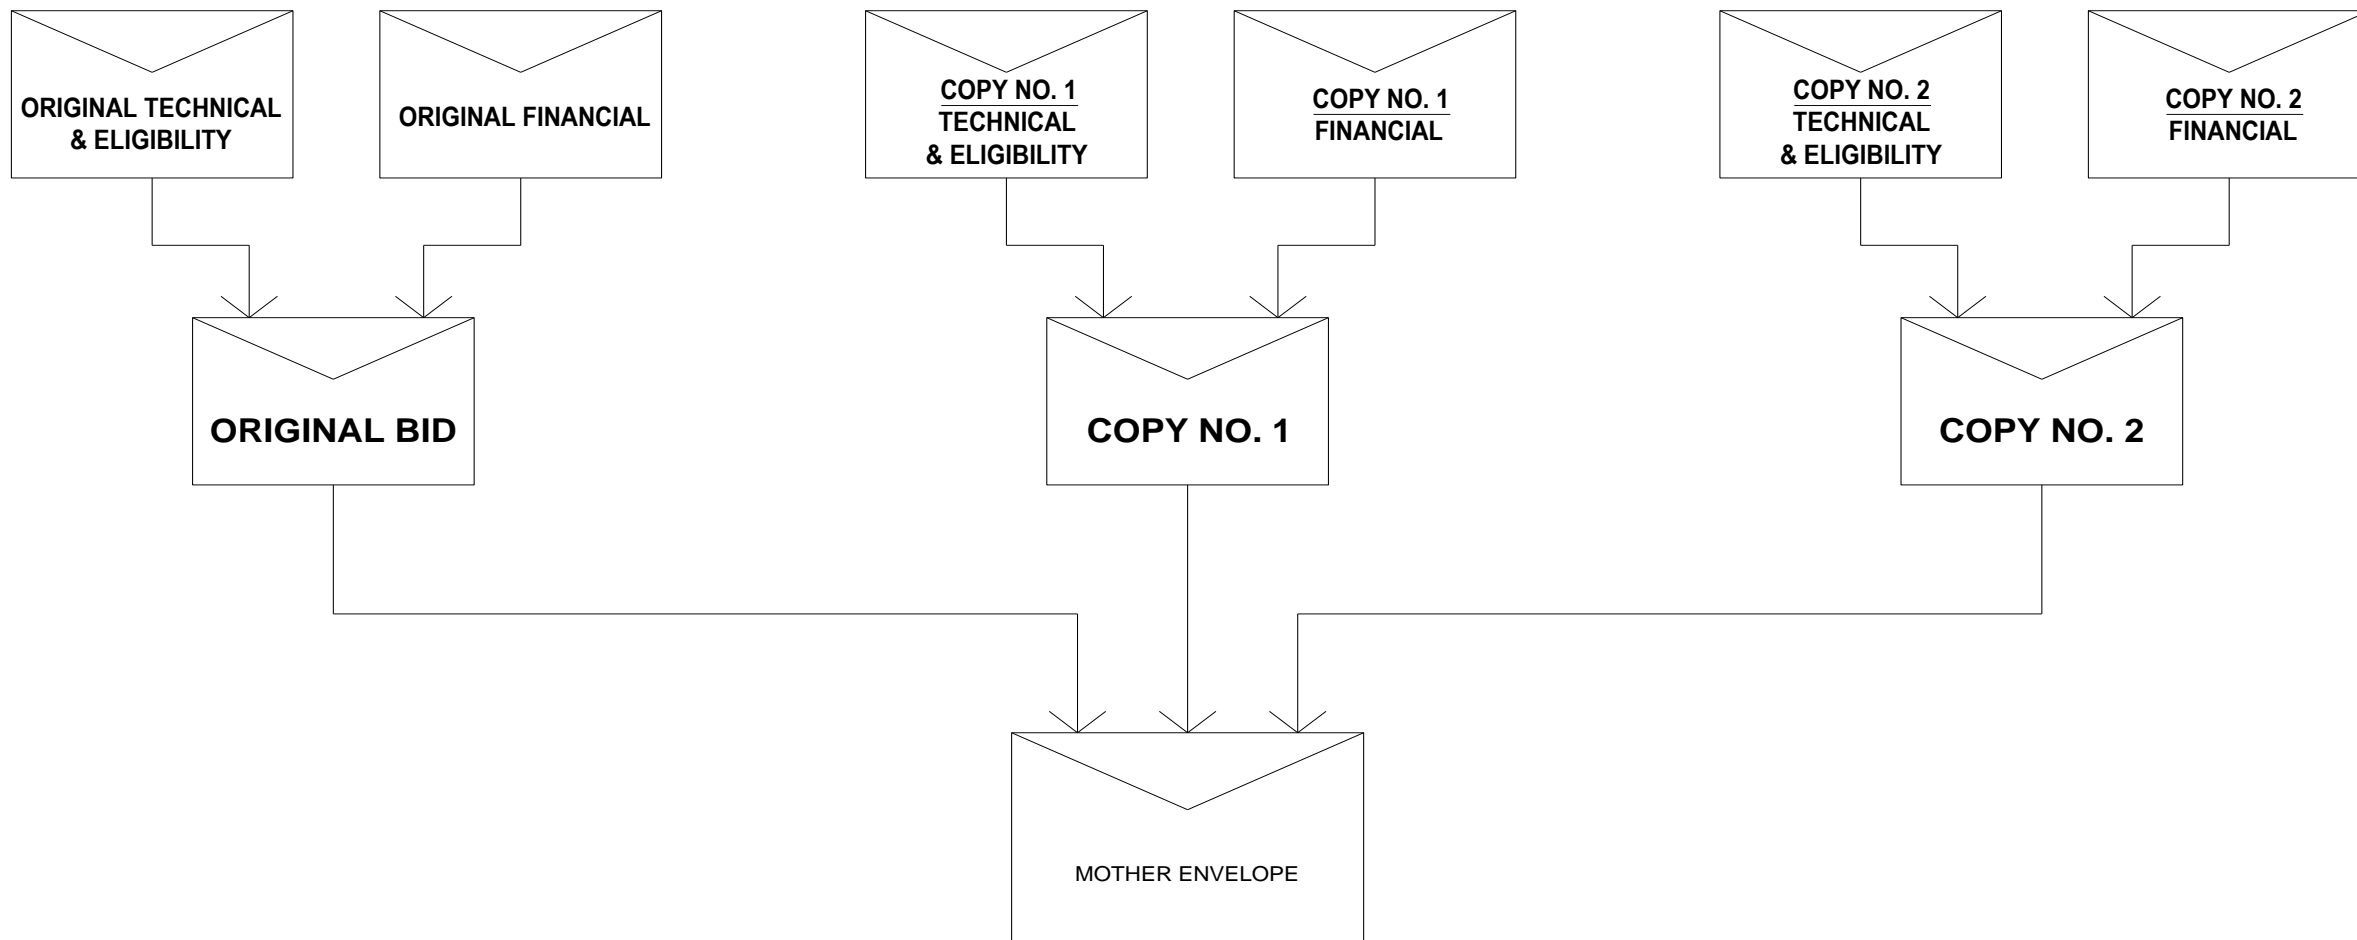 ORIGINAL TECHNICAL
& ELIGIBILITY
ORIGINAL FINANCIAL
COPY NO. 1
TECHNICAL
& ELIGIBILITY
COPY NO. 1
FINANCIAL
COPY NO. 2
TECHNICAL
& ELIGIBILITY
COPY NO. 2
FINANCIAL
ORIGINAL BID
COPY NO. 1
COPY NO. 2
MOTHER ENVELOPE